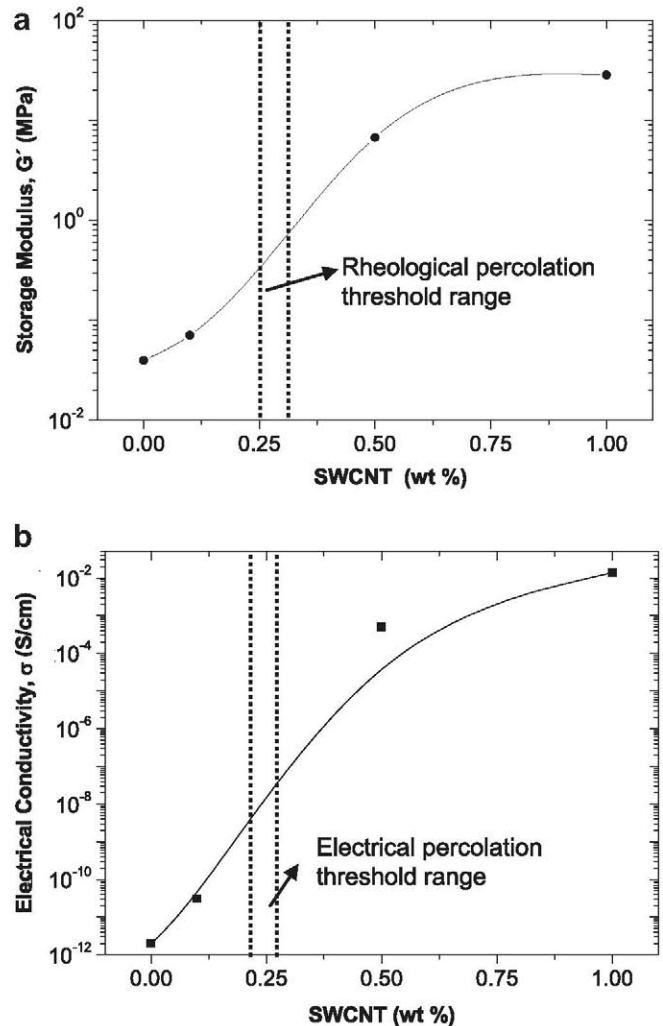 a
10²
10⁰
10⁻²
Storage Modulus, G´ (MPa)
Rheological percolation
threshold range
0.00 0.25 0.50 0.75 1.00
SWCNT (wt %)
b
10⁻²
10⁻⁴
10⁻⁶
10⁻⁸
10⁻¹⁰
10⁻¹²
Electrical Conductivity, σ (S/cm)
Electrical percolation
threshold range
0.00 0.25 0.50 0.75 1.00
SWCNT (wt %)